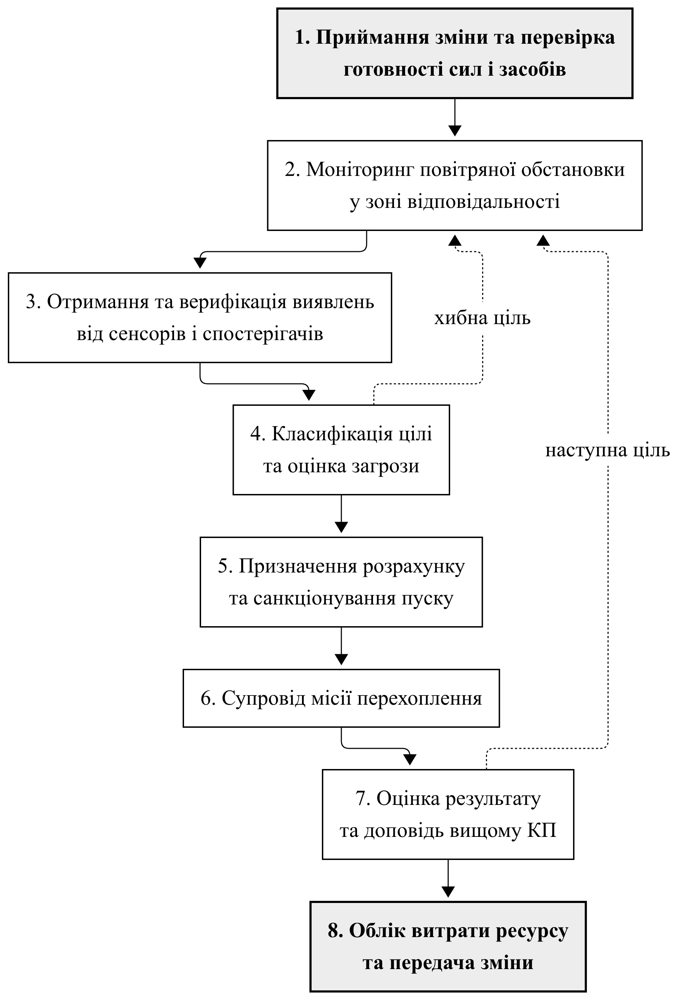 1. Приймання зміни та перевірка
готовності сил і засобів
2. Моніторинг повітряної обстановки
у зоні відповідальності
3. Отримання та верифікація виявлень
від сенсорів і спостерігачів
хибна ціль
4. Класифікація цілі
та оцінка загрози
наступна ціль
5. Призначення розрахунку
та санкціонування пуску
6. Супровід місії перехоплення
7. Оцінка результату
та доповідь вищому КП
8. Облік витрати ресурсу
та передача зміни